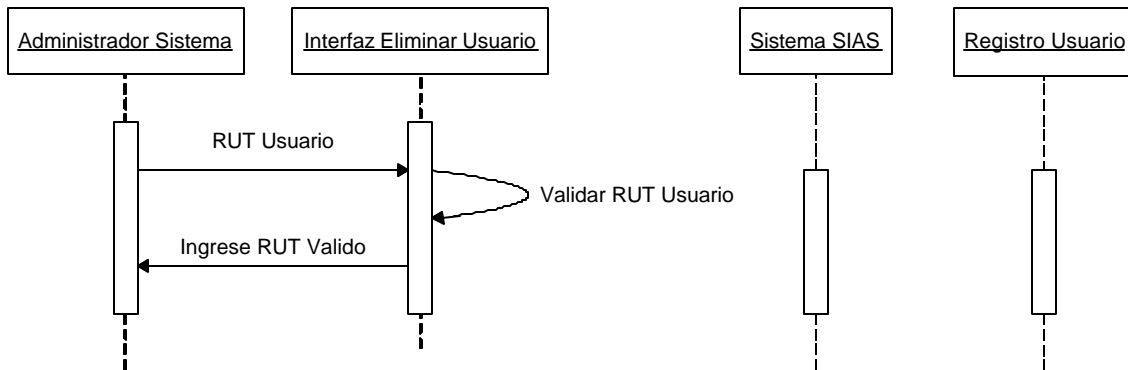 Administrador Sistema
Interfaz Eliminar Usuario
Sistema SIAS
Registro Usuario
RUT Usuario
Validar RUT Usuario
Ingrese RUT Valido